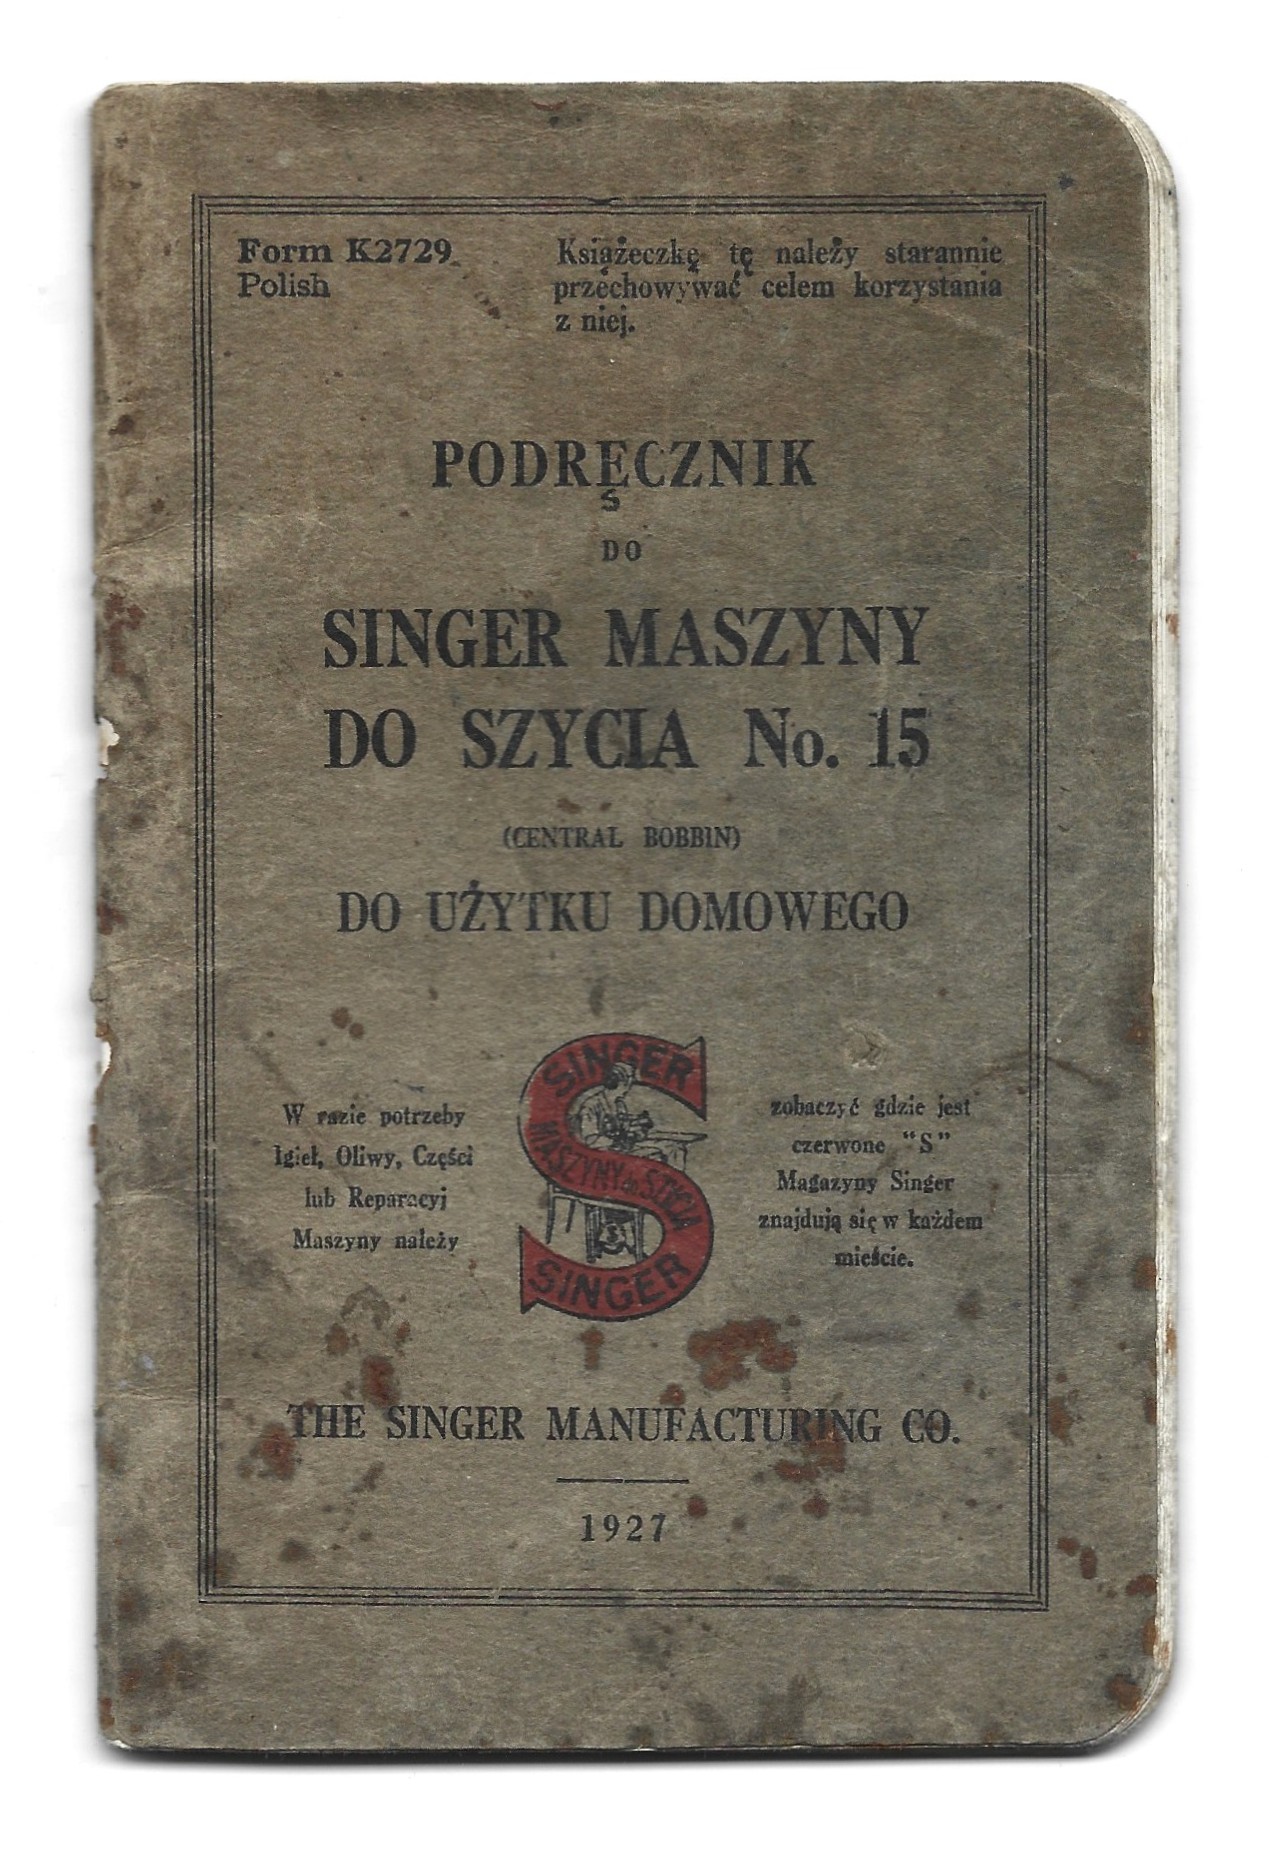 Form K2729
Polish
Książeczkę tę należy starannie
przechowywać celem korzystania
z niej.
PODRĘCZNIK
DO
SINGER MASZYNY
DO SZYCIA No. 15
(CENTRAL BOBBIN)
DO UŻYTKU DOMOWEGO
W razie potrzeby
Igieł, Oliwy, Części
lub Reparacyj
Maszyny należy
SINGER
MASZYNY do SZYCIA
SINGER
zobaczyć gdzie jest
czerwone “S”
Magazyny Singer
znajdują się w każdem
mieście.
THE SINGER MANUFACTURING CO.
1927